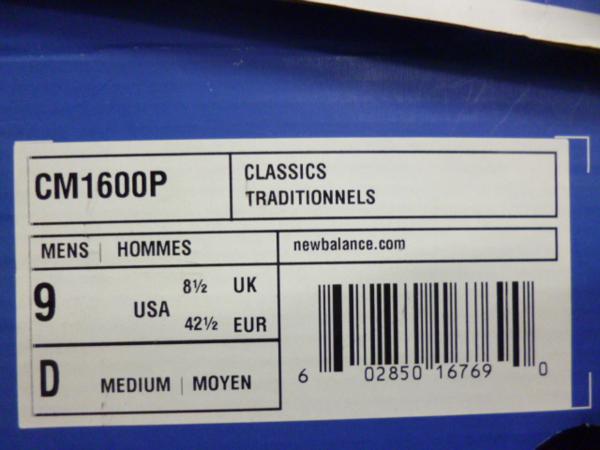 CM1600P
CLASSICS
TRADITIONNELS
MENS | HOMMES
newbalance.com
9 USA
8½ UK
42½ EUR
D MEDIUM | MOYEN
6 02850 16769 0